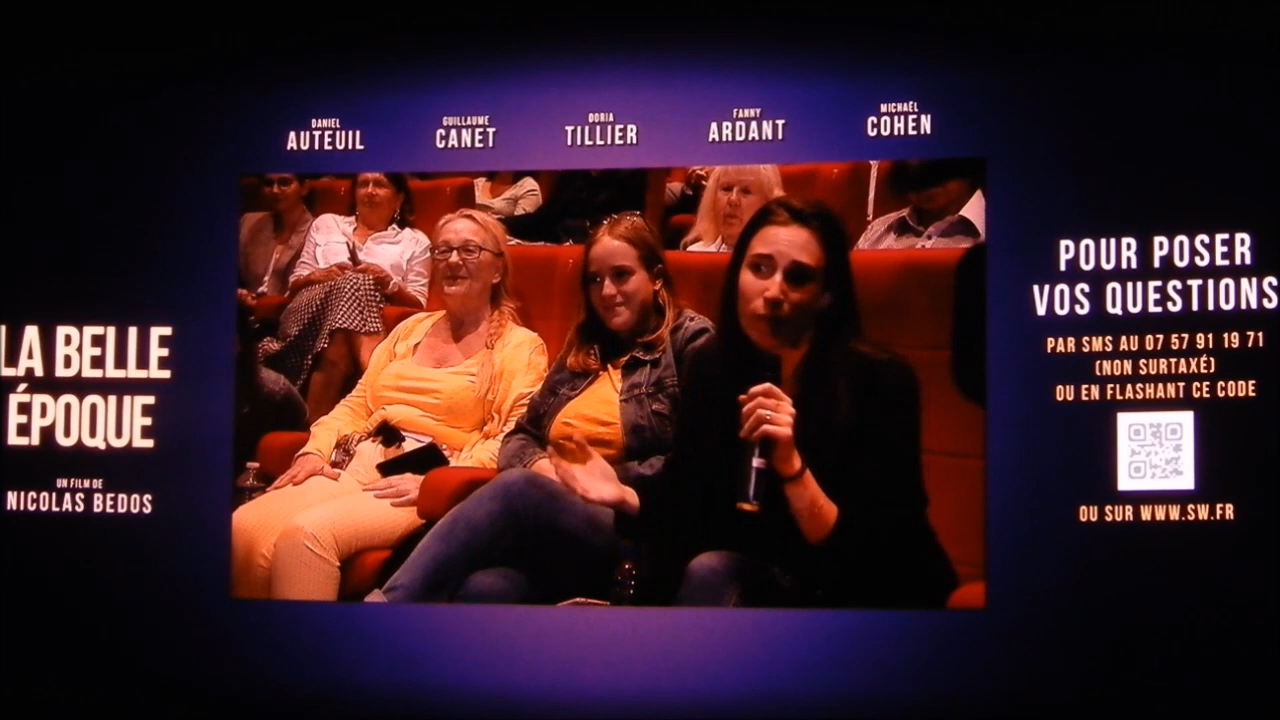 DANIEL
AUTEUIL
GUILLAUME
CANET
DORIA
TILLIER
FANNY
ARDANT
MICHAËL
COHEN
LA BELLE
ÉPOQUE
UN FILM DE
NICOLAS BEDOS
POUR POSER
VOS QUESTIONS
PAR SMS AU 07 57 91 19 71
(NON SURTAXÉ)
OU EN FLASHANT CE CODE
OU SUR WWW.SW.FR